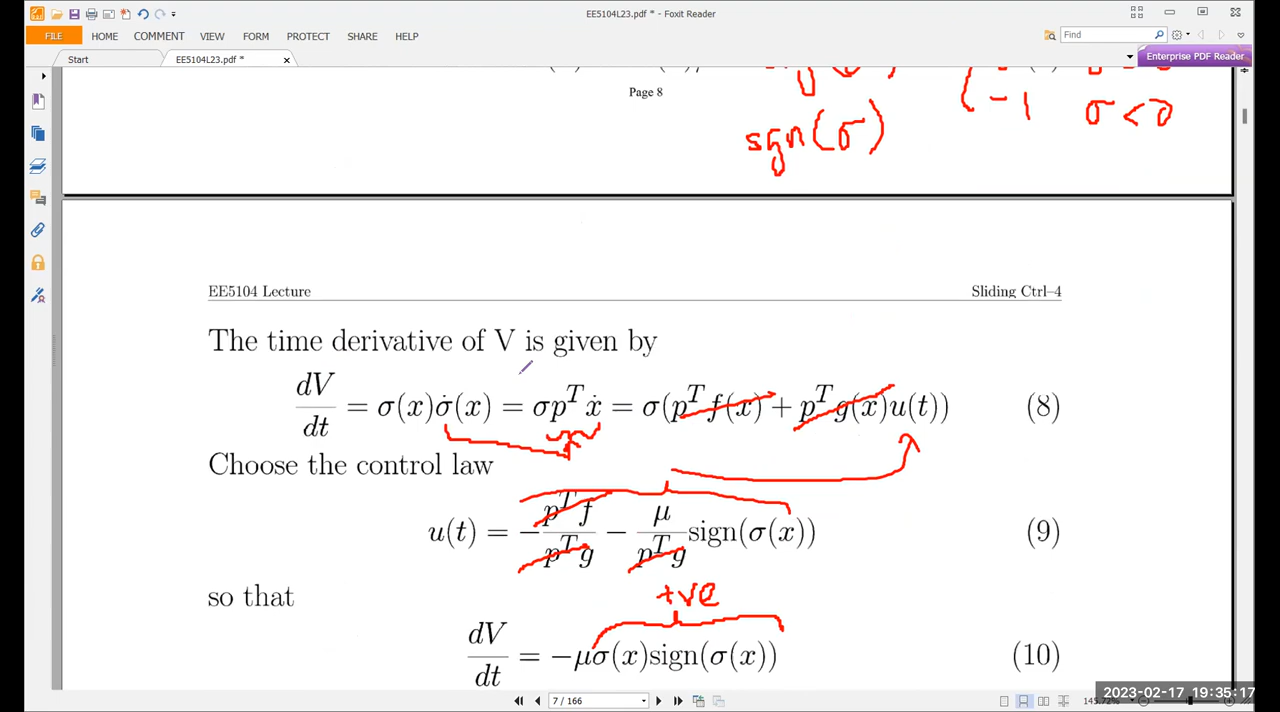 EE5104L23.pdf * - Foxit Reader
FILE HOME COMMENT VIEW FORM PROTECT SHARE HELP Find
Start EE5104L23.pdf * Enterprise PDF Reader
Page 8
-1 σ < 0
sgn(σ)
EE5104 Lecture Sliding Ctrl–4
The time derivative of V is given by
dV/dt = σ(x)σ̇(x) = σp^T ẋ = σ(p^T f(x) + p^T g(x)u(t)) (8)
Choose the control law
u(t) = −p^T f/p^T g − μ/p^T g sign(σ(x)) (9)
so that
+ve
dV/dt = −μσ(x)sign(σ(x)) (10)
7 / 166 145.72%
2023-02-17 19:35:17